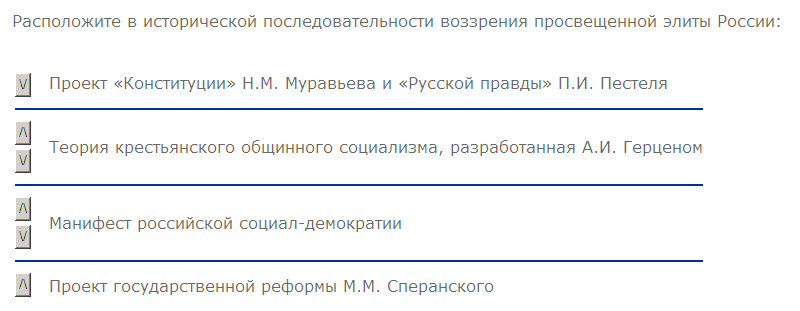 Расположите в исторической последовательности воззрения просвещенной элиты России:
V Проект «Конституции» Н.М. Муравьева и «Русской правды» П.И. Пестеля
Λ
V Теория крестьянского общинного социализма, разработанная А.И. Герценом
Λ
V Манифест российской социал-демократии
Λ Проект государственной реформы М.М. Сперанского